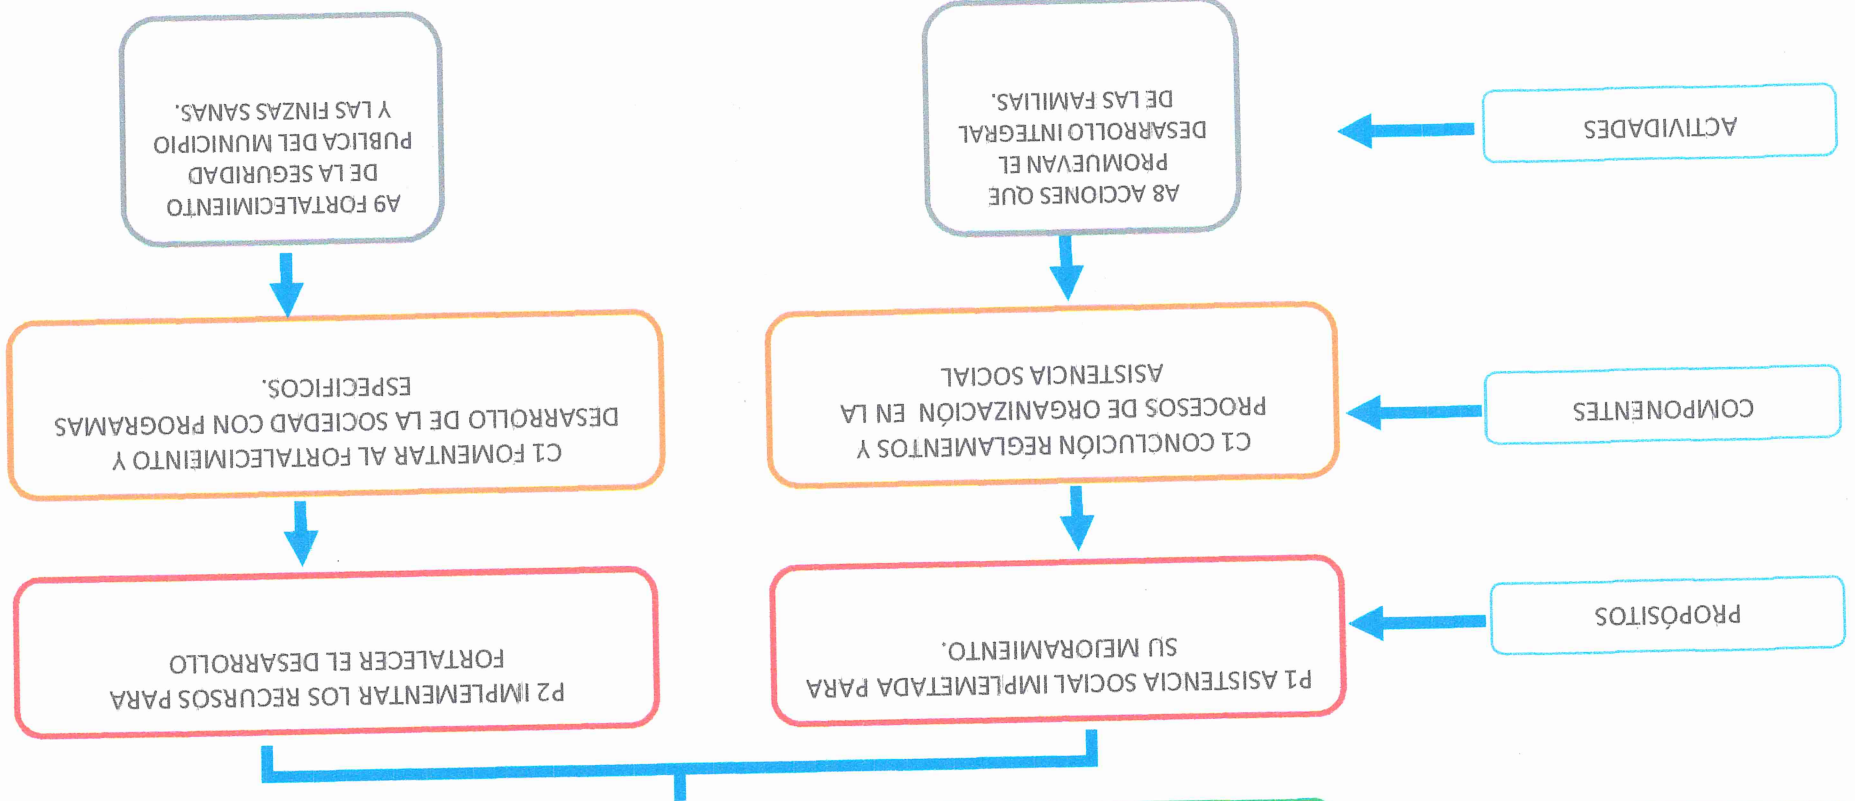 PROPÓSITOS
P1 ASISTENCIA SOCIAL IMPLEMETADA PARA
SU MEJORAMIENTO.
P2 IMPLEMENTAR LOS RECURSOS PARA
FORTALECER EL DESARROLLO
COMPONENTES
C1 CONCLUCIÓN REGLAMENTOS Y
PROCESOS DE ORGANIZACIÓN EN LA
ASISTENCIA SOCIAL
C1 FOMENTAR AL FORTALECIMEINTO Y
DESARROLLO DE LA SOCIEDAD CON PROGRAMAS
ESPECIFICOS.
ACTIVIDADES
A8 ACCIONES QUE
PROMUEVAN EL
DESARROLLO INTEGRAL
DE LAS FAMILIAS.
A9 FORTALECIMIENTO
DE LA SEGURIDAD
PUBLICA DEL MUNICIPIO
Y LAS FINZAS SANAS.